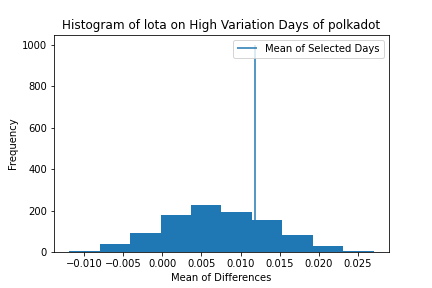 Histogram of lota on High Variation Days of polkadot
Mean of Selected Days
1000
800
600
400
200
0
Frequency
−0.010 −0.005 0.000 0.005 0.010 0.015 0.020 0.025
Mean of Differences